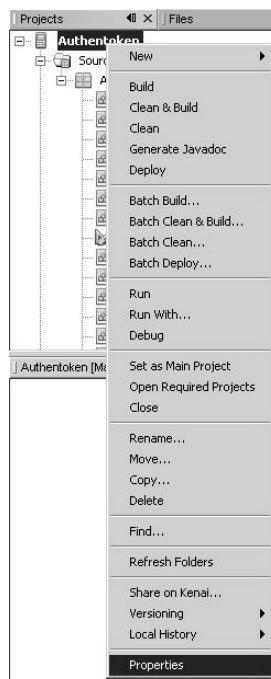 Projects
Files
Authentoken
New
Build
Clean & Build
Clean
Generate Javadoc
Deploy
Batch Build...
Batch Clean & Build...
Batch Clean...
Batch Deploy...
Run
Run With...
Debug
Set as Main Project
Open Required Projects
Close
Authentoken
Rename...
Move...
Copy...
Delete
Find...
Refresh Folders
Share on Kenai...
Versioning
Local History
Properties